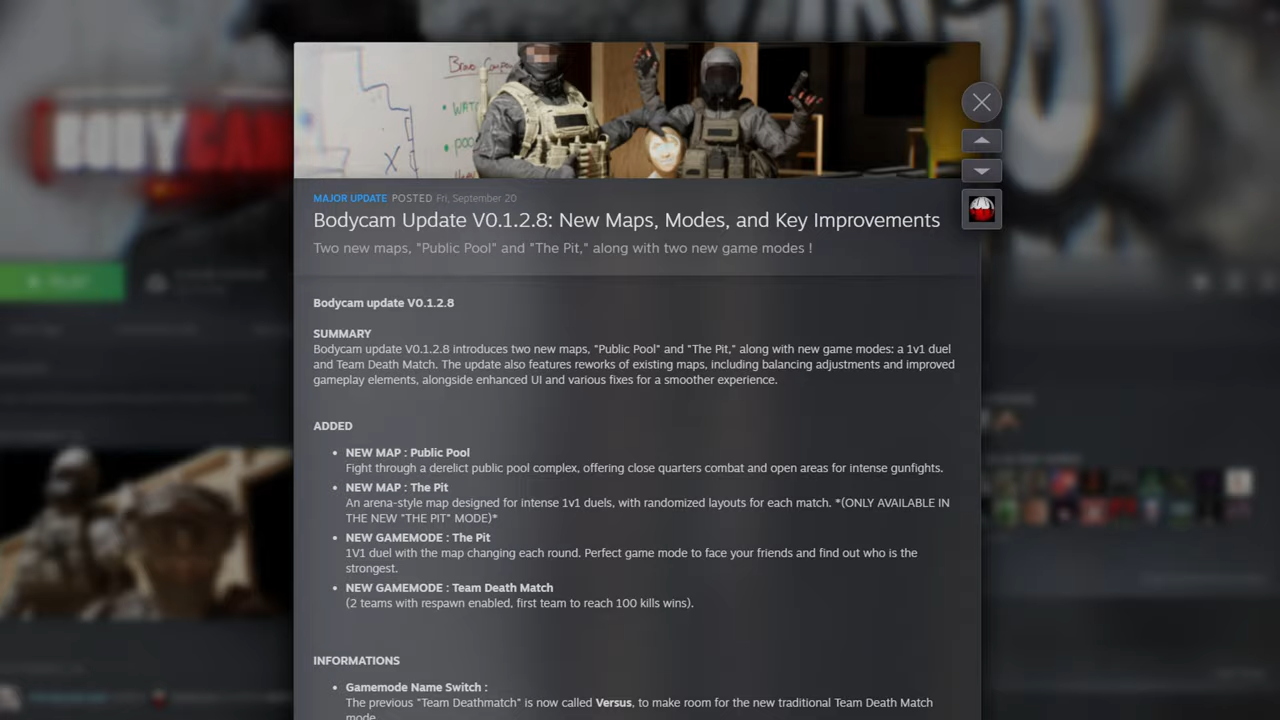 Bravo
BODYCAM
MAJOR UPDATE POSTED Fri, September 20
Bodycam Update V0.1.2.8: New Maps, Modes, and Key Improvements
Two new maps, "Public Pool" and "The Pit," along with two new game modes !
PLAY
Bodycam update V0.1.2.8
SUMMARY
Bodycam update V0.1.2.8 introduces two new maps, "Public Pool" and "The Pit," along with new game modes: a 1v1 duel
and Team Death Match. The update also features reworks of existing maps, including balancing adjustments and improved
gameplay elements, alongside enhanced UI and various fixes for a smoother experience.
ADDED
• NEW MAP : Public Pool
Fight through a derelict public pool complex, offering close quarters combat and open areas for intense gunfights.
• NEW MAP : The Pit
An arena-style map designed for intense 1v1 duels, with randomized layouts for each match. *(ONLY AVAILABLE IN
THE NEW "THE PIT" MODE)*
• NEW GAMEMODE : The Pit
1V1 duel with the map changing each round. Perfect game mode to face your friends and find out who is the
strongest.
• NEW GAMEMODE : Team Death Match
(2 teams with respawn enabled, first team to reach 100 kills wins).
INFORMATIONS
• Gamemode Name Switch :
The previous "Team Deathmatch" is now called Versus, to make room for the new traditional Team Death Match
mode.